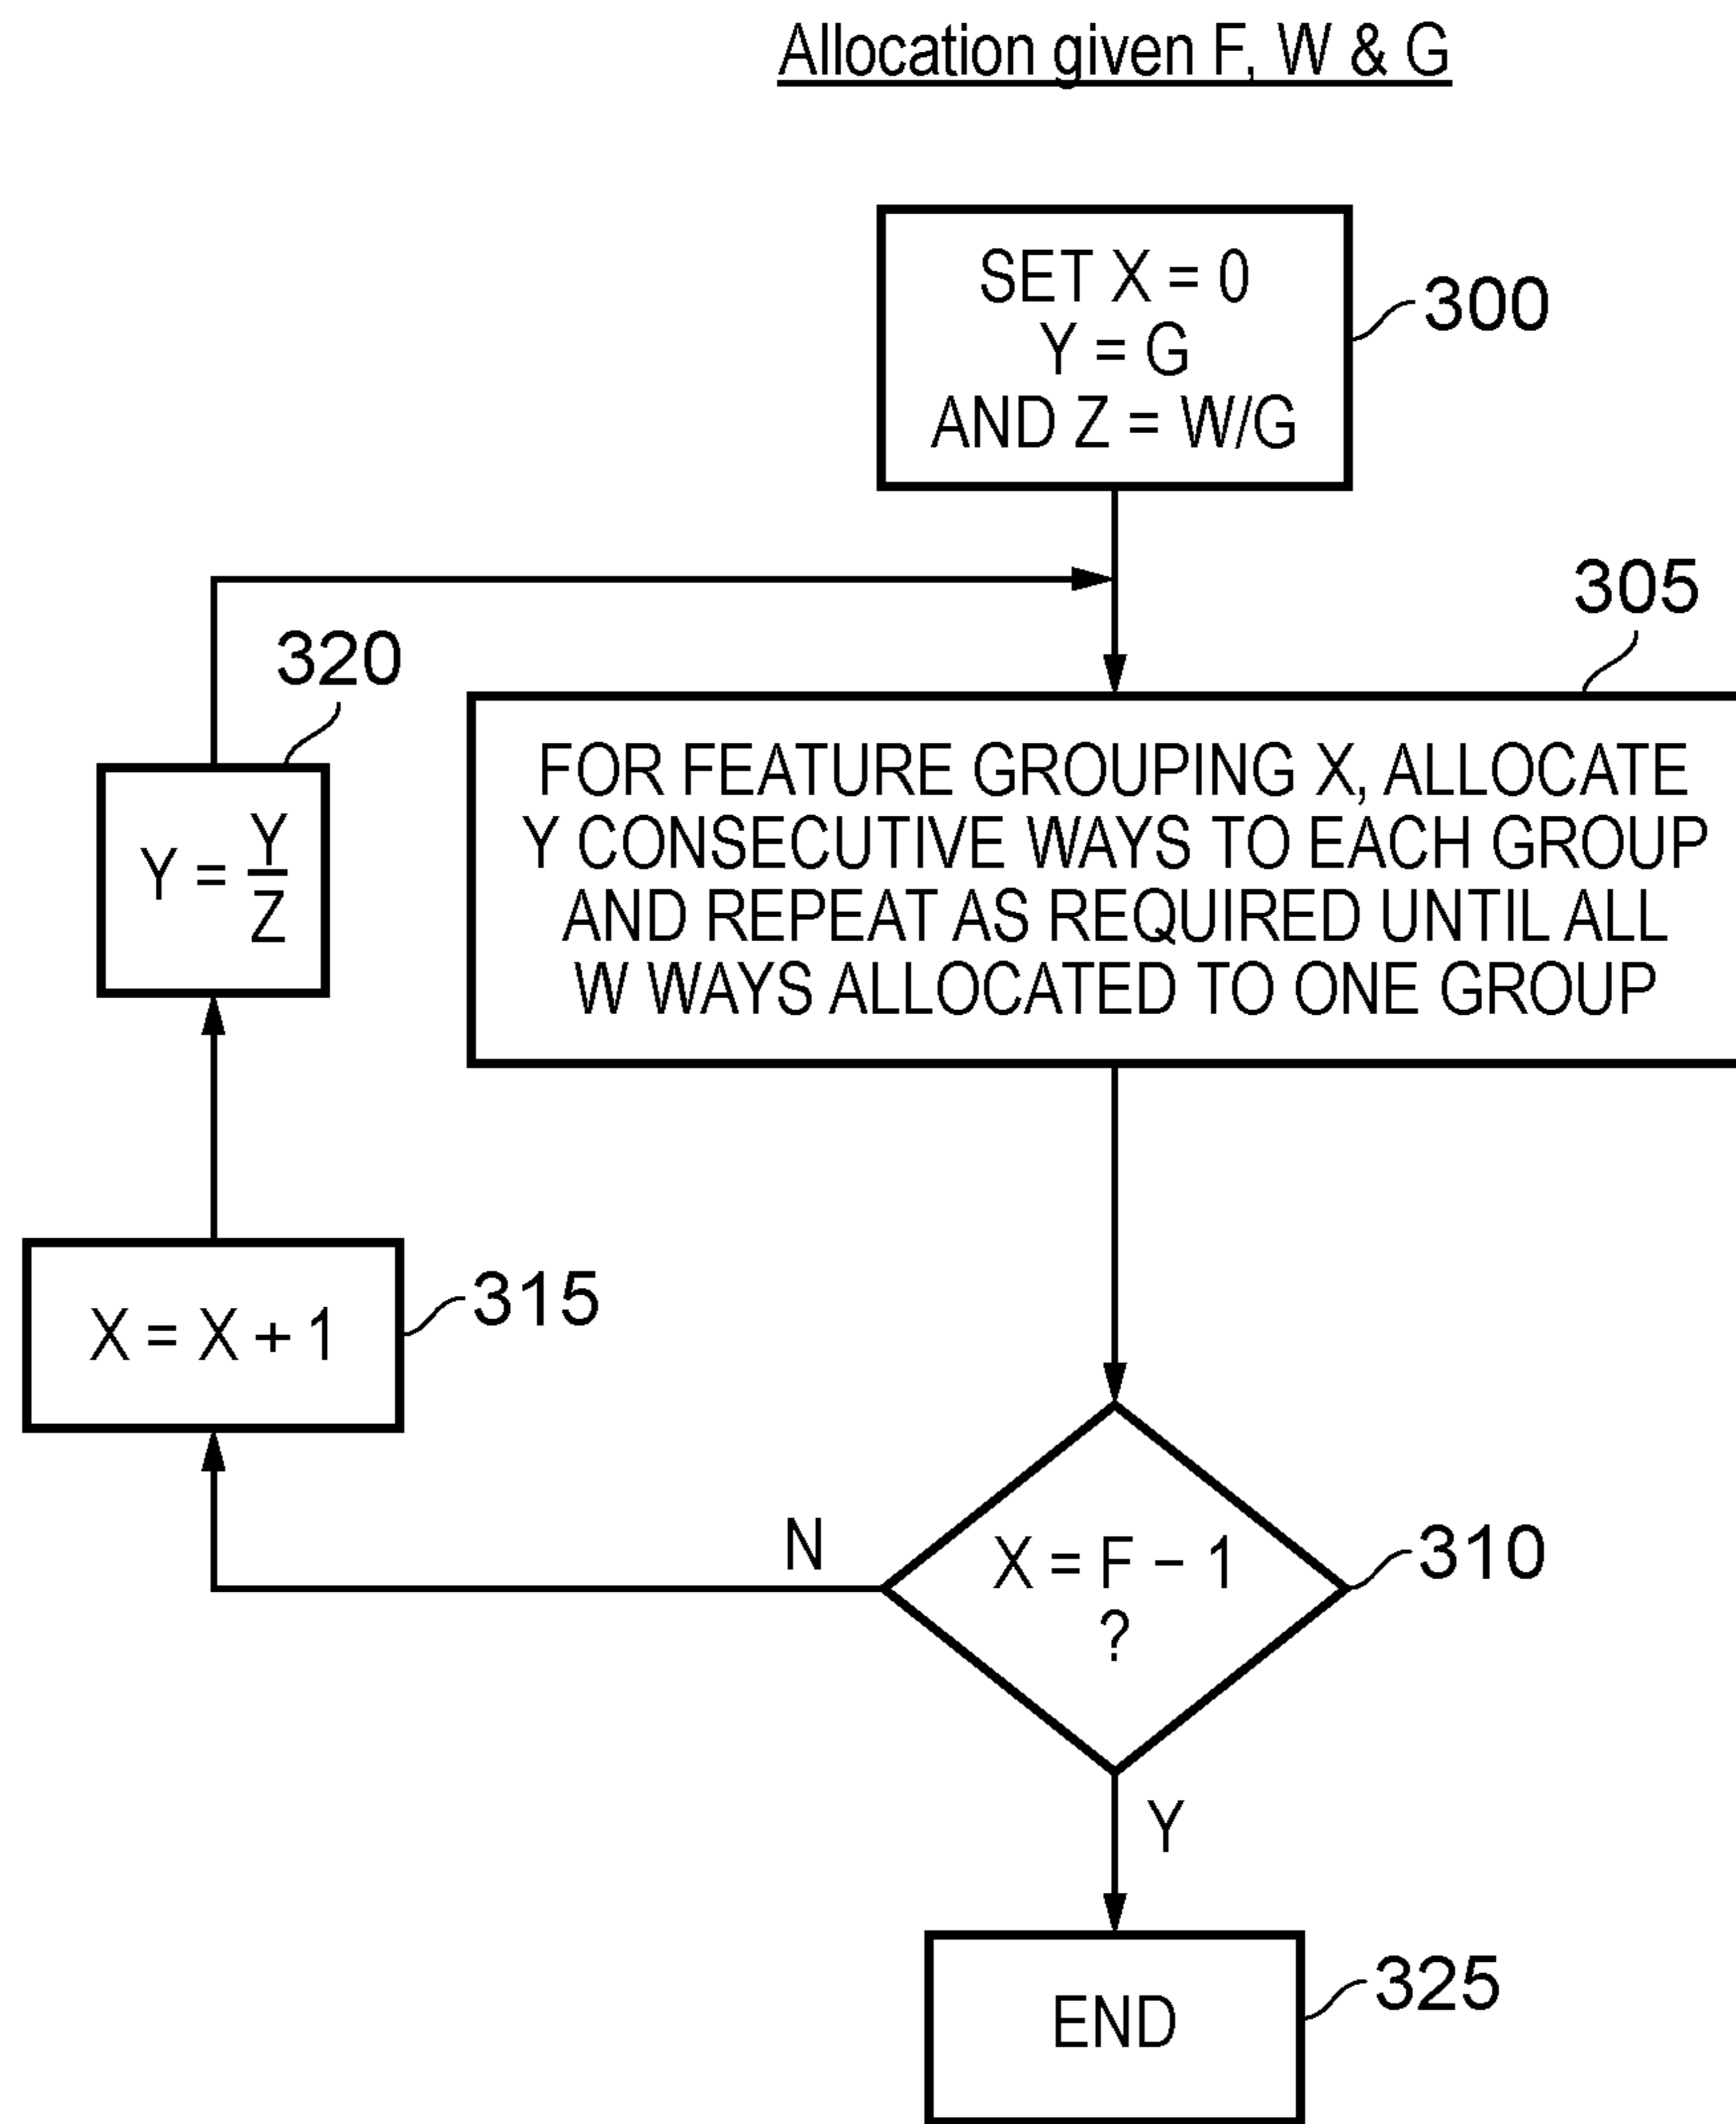 Allocation given F, W & G
SET X = 0
Y = G
AND Z = W/G
300
305
320
FOR FEATURE GROUPING X, ALLOCATE
Y CONSECUTIVE WAYS TO EACH GROUP
AND REPEAT AS REQUIRED UNTIL ALL
W WAYS ALLOCATED TO ONE GROUP
Y = Y
Z
X = X + 1
315
N
X = F – 1
?
310
Y
END
325